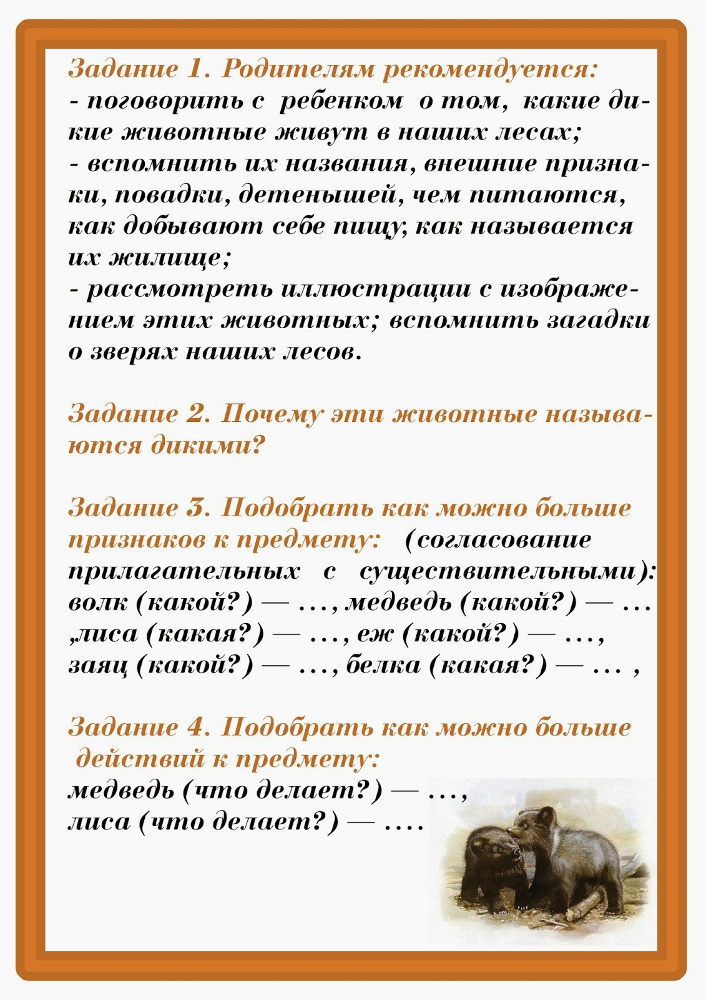 Задание 1. Родителям рекомендуется:
- поговорить с ребенком о том, какие ди-
кие животные живут в наших лесах;
- вспомнить их названия, внешние призна-
ки, повадки, детенышей, чем питаются,
как добывают себе пищу, как называется
их жилище;
- рассмотреть иллюстрации с изображе-
нием этих животных; вспомнить загадки
о зверях наших лесов.
Задание 2. Почему эти животные называ-
ются дикими?
Задание 3. Подобрать как можно больше
признаков к предмету: (согласование
прилагательных с существительными):
волк (какой?) — …, медведь (какой?) — …
,лиса (какая?) — …, еж (какой?) — …,
заяц (какой?) — …, белка (какая?) — … ,
Задание 4. Подобрать как можно больше
действий к предмету:
медведь (что делает?) — …,
лиса (что делает?) — ….